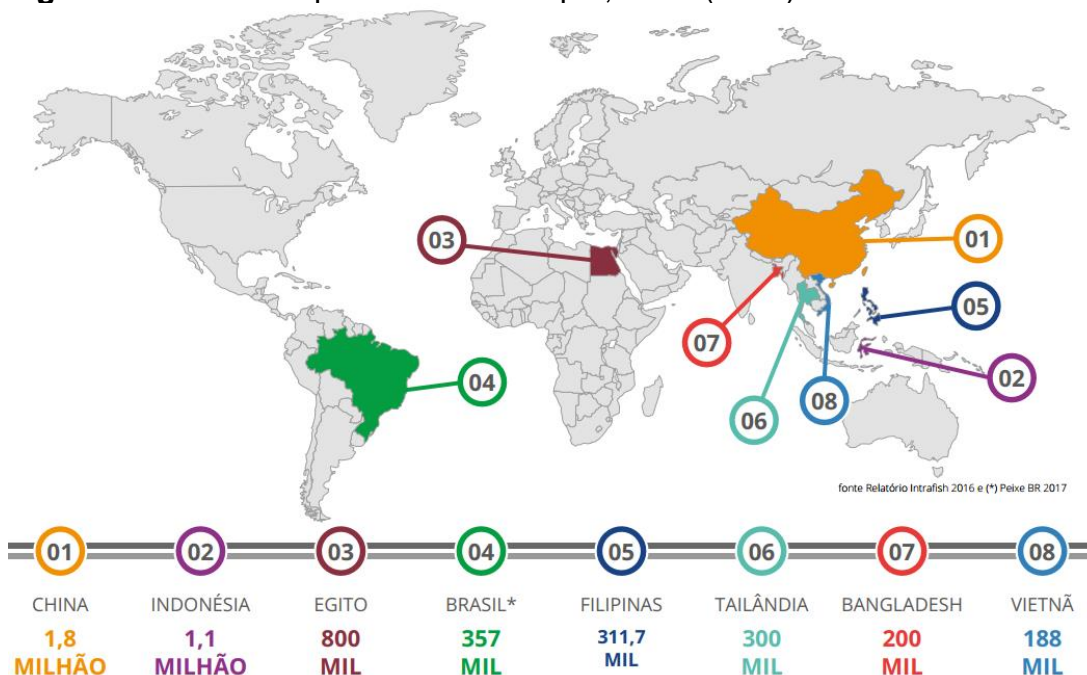 03
01
05
07
04
02
08
06
fonte Relatório Intrafish 2016 e (*) Peixe BR 2017
01 02 03 04 05 06 07 08
CHINA INDONÉSIA EGITO BRASIL* FILIPINAS TAILÂNDIA BANGLADESH VIETNÃ
1,8 1,1 800 357 311,7 300 200 188
MILHÃO MILHÃO MIL MIL MIL MIL MIL MIL